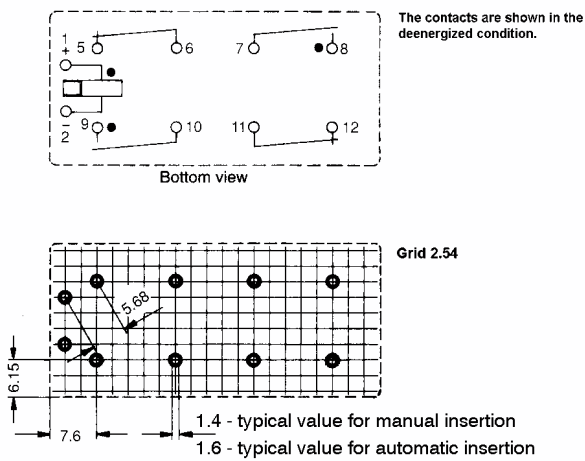 The contacts are shown in the
deenergized condition.
1
+
5
6
7
8
−
2
9
10
11
12
Bottom view
Grid 2.54
5.68
6.15
7.6
1.4 - typical value for manual insertion
1.6 - typical value for automatic insertion